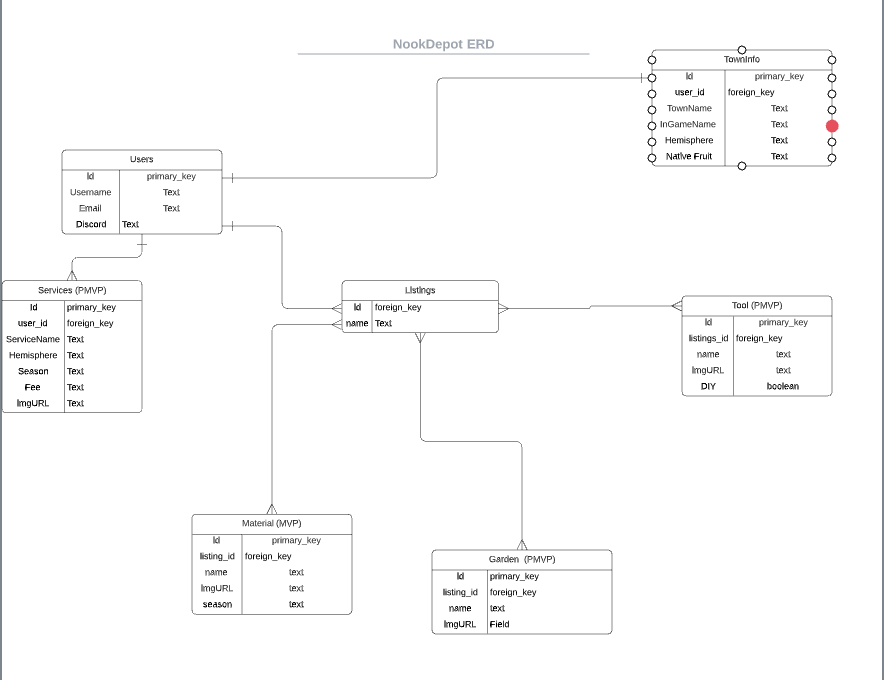 NookDepot ERD
TownInfo
Id primary_key
user_id foreign_key
TownName Text
InGameName Text
Hemisphere Text
Native Fruit Text
Users
Id primary_key
Username Text
Email Text
Discord Text
Services (PMVP)
Id primary_key
user_id foreign_key
ServiceName Text
Hemisphere Text
Season Text
Fee Text
ImgURL Text
Listings
Id foreign_key
name Text
Tool (PMVP)
Id primary_key
listings_id foreign_key
name text
ImgURL text
DIY boolean
Material (MVP)
Id primary_key
listing_id foreign_key
name text
ImgURL text
season text
Garden (PMVP)
Id primary_key
listing_id foreign_key
name text
ImgURL Field